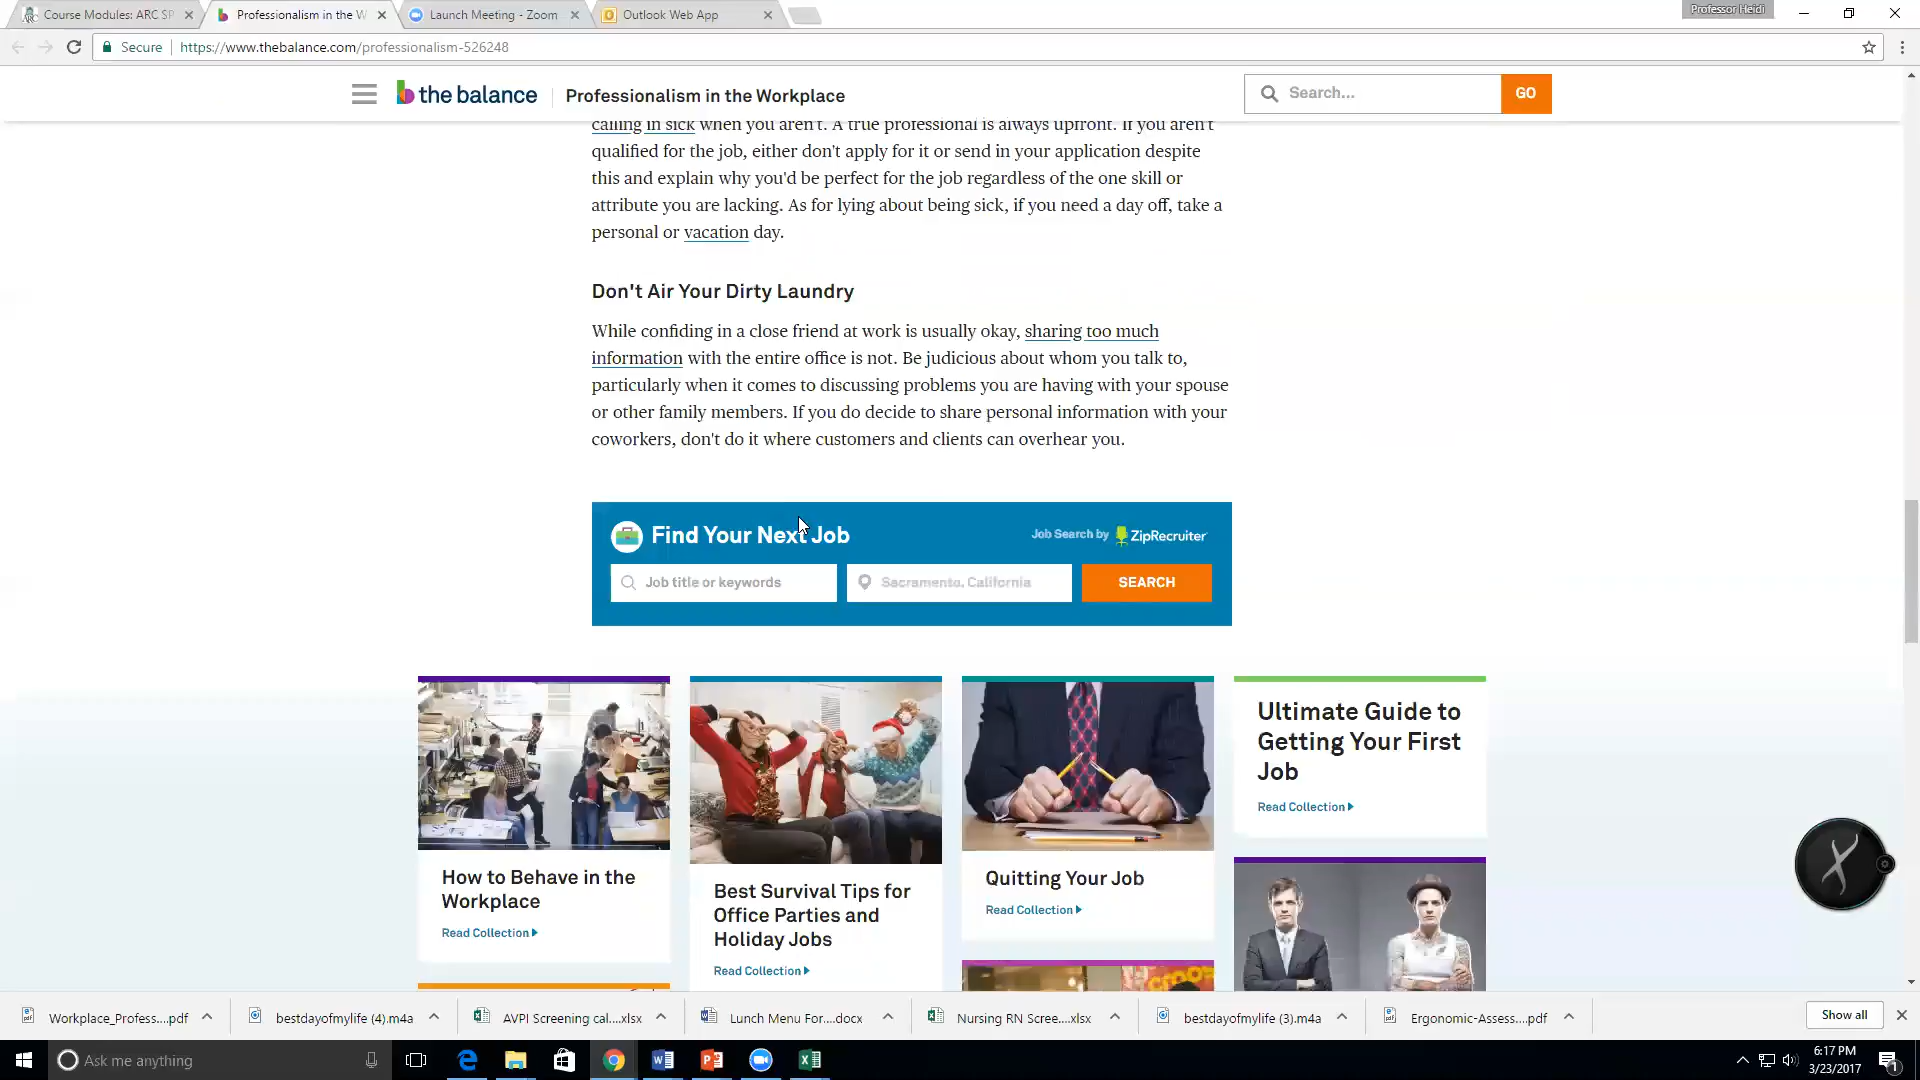 Course Modules: ARC SP
Professionalism in the W
Launch Meeting - Zoom
Outlook Web App
Professor Heidi
Secure
https://www.thebalance.com/professionalism-526248
the balance
Professionalism in the Workplace
Search...
GO
calling in sick when you aren't. A true professional is always upfront. If you aren't
qualified for the job, either don't apply for it or send in your application despite
this and explain why you'd be perfect for the job regardless of the one skill or
attribute you are lacking. As for lying about being sick, if you need a day off, take a
personal or vacation day.
Don't Air Your Dirty Laundry
While confiding in a close friend at work is usually okay, sharing too much
information with the entire office is not. Be judicious about whom you talk to,
particularly when it comes to discussing problems you are having with your spouse
or other family members. If you do decide to share personal information with your
coworkers, don't do it where customers and clients can overhear you.
Find Your Next Job
Job Search by ZipRecruiter
Job title or keywords
Sacramento, California
SEARCH
How to Behave in the
Workplace
Read Collection
Best Survival Tips for
Office Parties and
Holiday Jobs
Read Collection
Quitting Your Job
Read Collection
Ultimate Guide to
Getting Your First
Job
Read Collection
Workplace_Profess....pdf
bestdayofmylife (4).m4a
AVPI Screening cal....xlsx
Lunch Menu For....docx
Nursing RN Scree....xlsx
bestdayofmylife (3).m4a
Ergonomic-Assess....pdf
Show all
Ask me anything
6:17 PM
3/23/2017